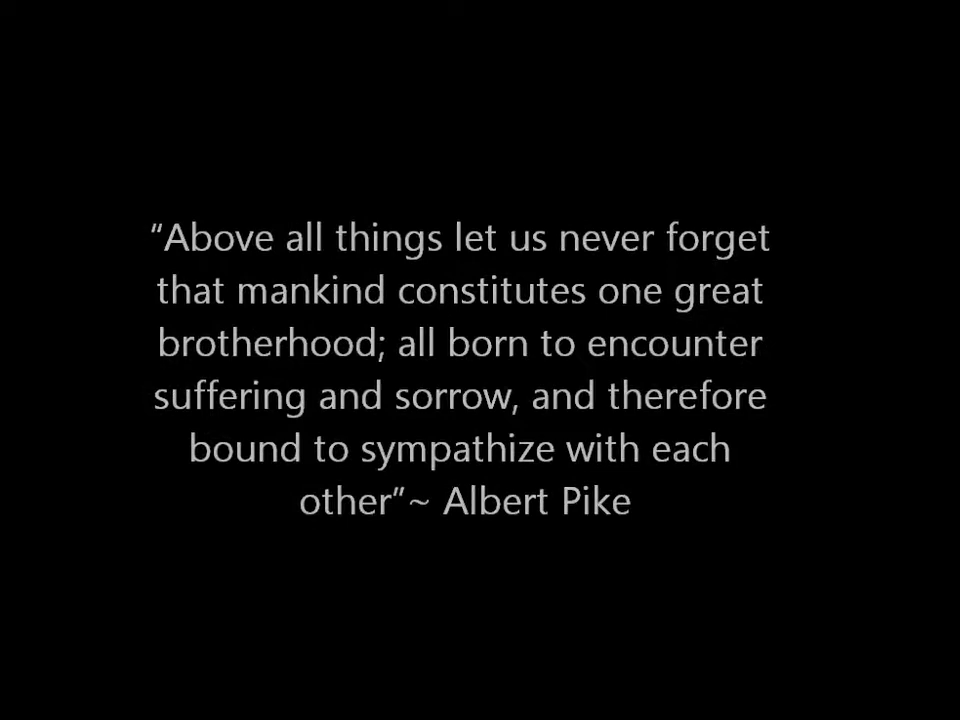 “Above all things let us never forget
that mankind constitutes one great
brotherhood; all born to encounter
suffering and sorrow, and therefore
bound to sympathize with each
other”~ Albert Pike